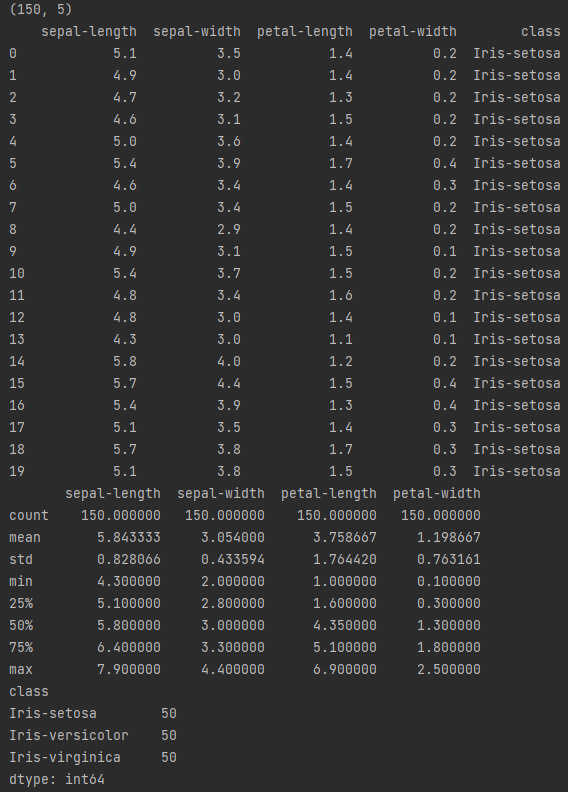 (150, 5)
    sepal-length  sepal-width  petal-length  petal-width        class
0            5.1          3.5           1.4          0.2  Iris-setosa
1            4.9          3.0           1.4          0.2  Iris-setosa
2            4.7          3.2           1.3          0.2  Iris-setosa
3            4.6          3.1           1.5          0.2  Iris-setosa
4            5.0          3.6           1.4          0.2  Iris-setosa
5            5.4          3.9           1.7          0.4  Iris-setosa
6            4.6          3.4           1.4          0.3  Iris-setosa
7            5.0          3.4           1.5          0.2  Iris-setosa
8            4.4          2.9           1.4          0.2  Iris-setosa
9            4.9          3.1           1.5          0.1  Iris-setosa
10           5.4          3.7           1.5          0.2  Iris-setosa
11           4.8          3.4           1.6          0.2  Iris-setosa
12           4.8          3.0           1.4          0.1  Iris-setosa
13           4.3          3.0           1.1          0.1  Iris-setosa
14           5.8          4.0           1.2          0.2  Iris-setosa
15           5.7          4.4           1.5          0.4  Iris-setosa
16           5.4          3.9           1.3          0.4  Iris-setosa
17           5.1          3.5           1.4          0.3  Iris-setosa
18           5.7          3.8           1.7          0.3  Iris-setosa
19           5.1          3.8           1.5          0.3  Iris-setosa
       sepal-length  sepal-width  petal-length  petal-width
count    150.000000   150.000000    150.000000   150.000000
mean       5.843333     3.054000      3.758667     1.198667
std        0.828066     0.433594      1.764420     0.763161
min        4.300000     2.000000      1.000000     0.100000
25%        5.100000     2.800000      1.600000     0.300000
50%        5.800000     3.000000      4.350000     1.300000
75%        6.400000     3.300000      5.100000     1.800000
max        7.900000     4.400000      6.900000     2.500000
class
Iris-setosa        50
Iris-versicolor    50
Iris-virginica     50
dtype: int64